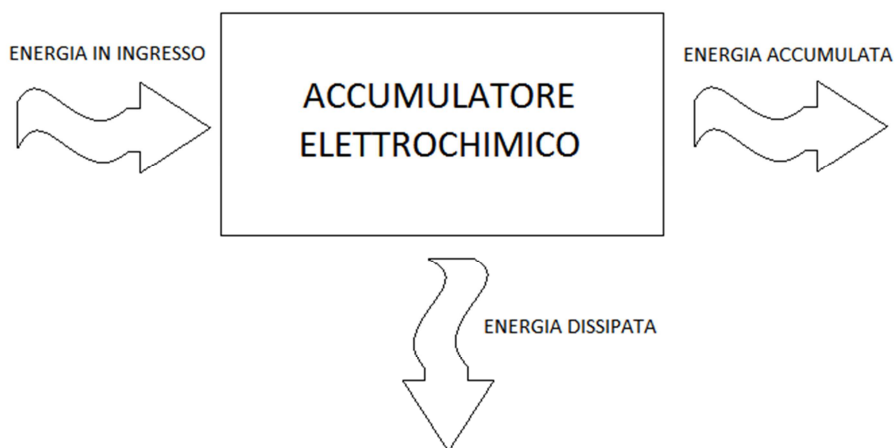 ENERGIA IN INGRESSO
ACCUMULATORE
ELETTROCHIMICO
ENERGIA ACCUMULATA
ENERGIA DISSIPATA